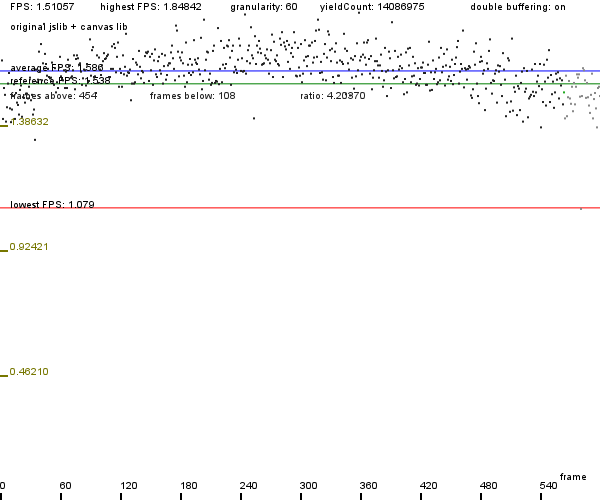 FPS: 1.51057 highest FPS: 1.84842 granularity: 60 yieldCount: 14086975 double buffering: on
original jslib + canvas lib
average FPS: 1.586
reference FPS: 1.538
frames above: 454 frames below: 108 ratio: 4.20370
1.38632
lowest FPS: 1.079
0.92421
0.46210
frame
0 60 120 180 240 300 360 420 480 540